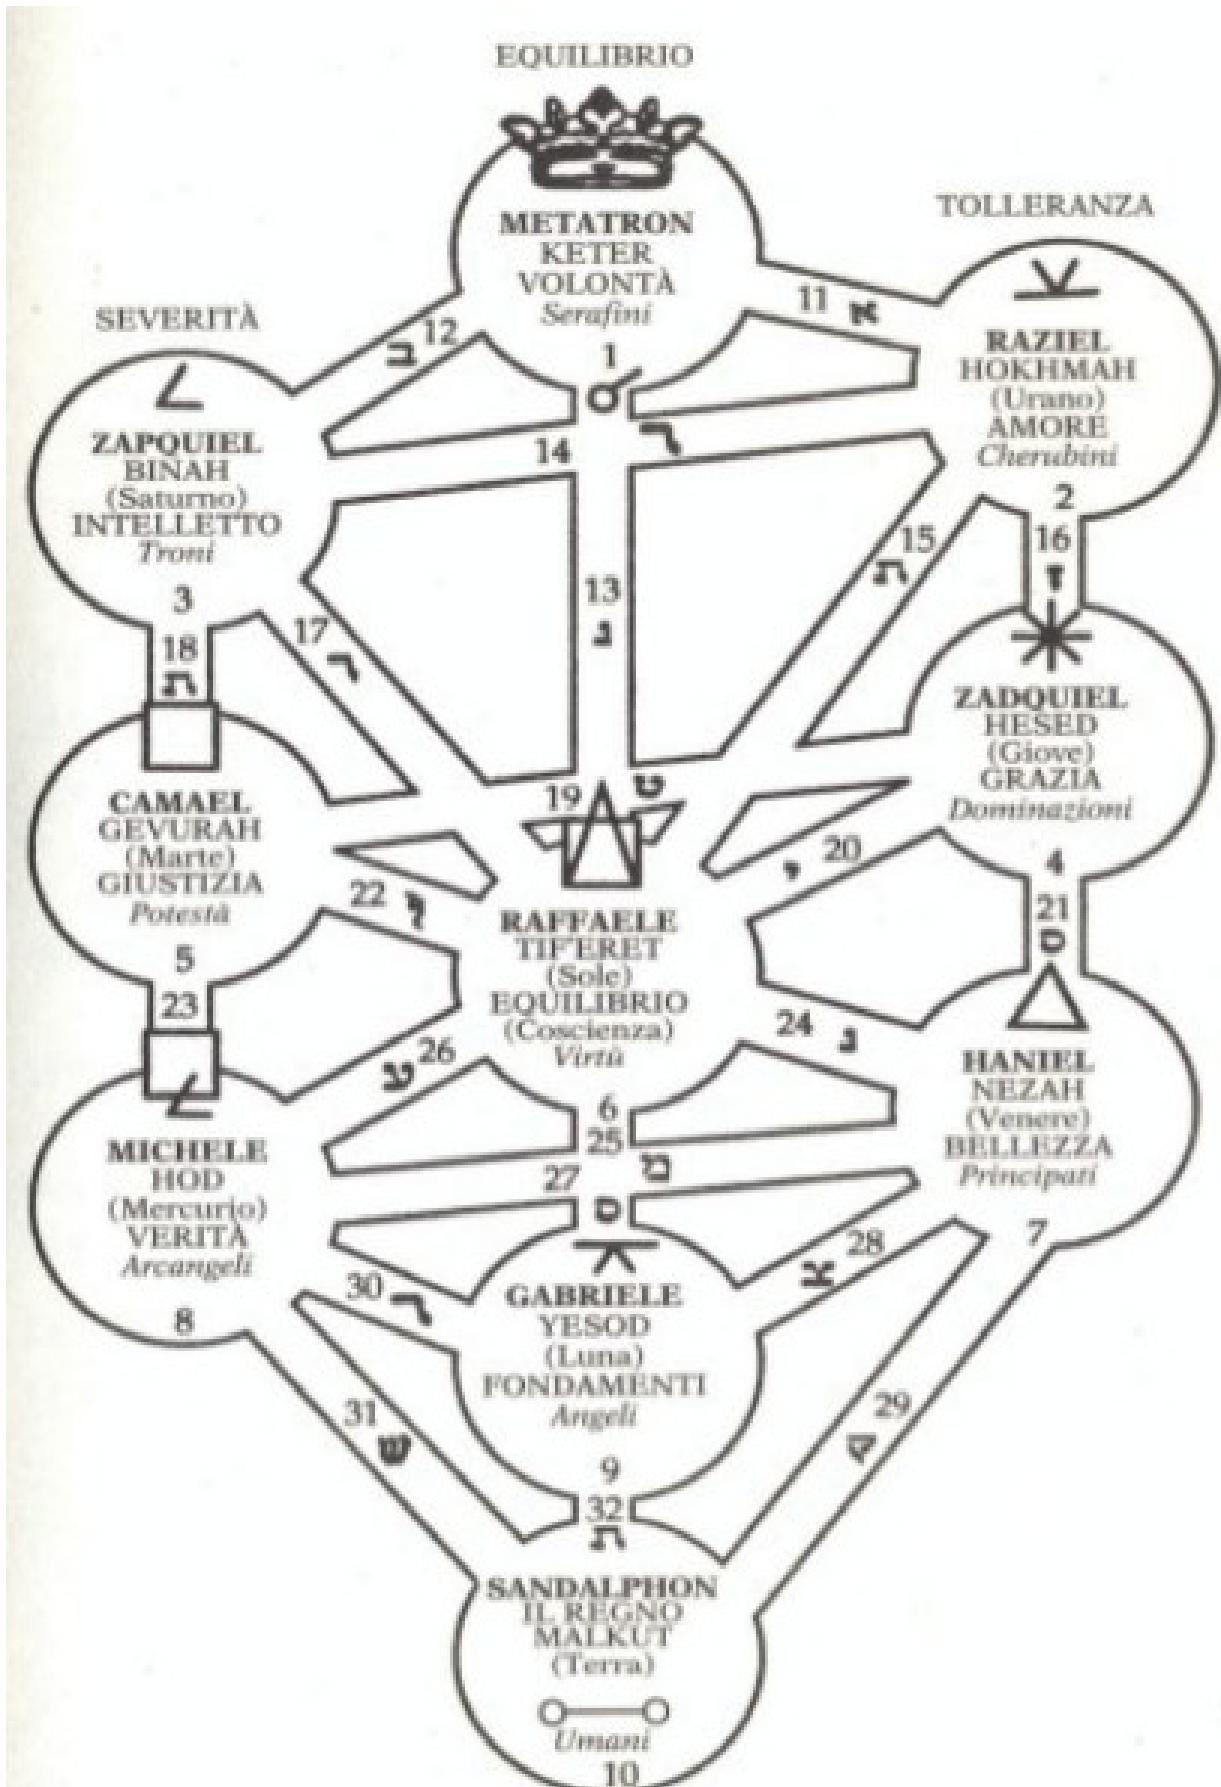 EQUILIBRIO
METATRON
KETER
VOLONTÀ
Serafini
1
TOLLERANZA
RAZIEL
HOKHMAH
(Urano)
AMORE
Cherubini
2
SEVERITÀ
ZAPQUIEL
BINAH
(Saturno)
INTELLETTO
Troni
3
11 א
12 ב
14
13 נ
15 ת
16
17
18 ת
ZADQUIEL
HESED
(Giove)
GRAZIA
Dominazioni
4
CAMAEL
GEVURAH
(Marte)
GIUSTIZIA
Potestà
5
19 ט
20 י
21 ס
22
23
RAFFAELE
TIF'ERET
(Sole)
EQUILIBRIO
(Coscienza)
Virtù
6
24 נ
25
26 ע
HANIEL
NEZAH
(Venere)
BELLEZZA
Principati
7
MICHELE
HOD
(Mercurio)
VERITÀ
Arcangeli
8
27 מ
ס
28
30
GABRIELE
YESOD
(Luna)
FONDAMENTI
Angeli
9
29
31 ש
32
ת
SANDALPHON
IL REGNO
MALKUT
(Terra)
Umani
10